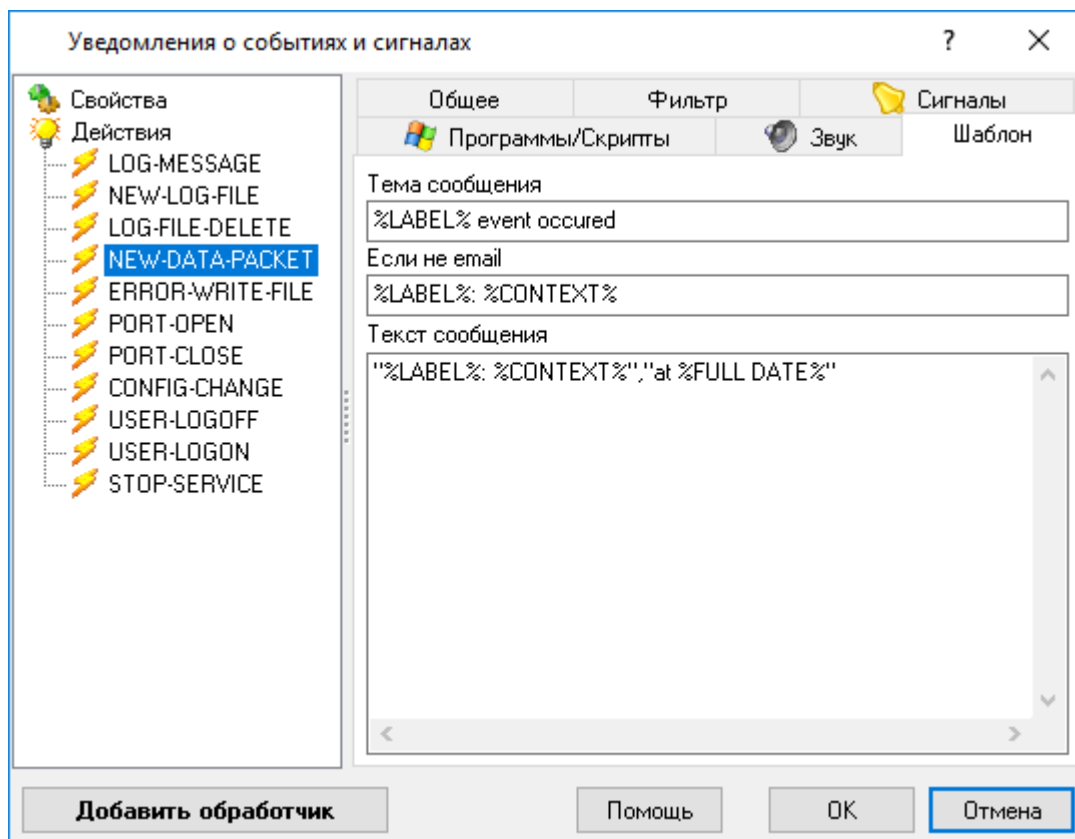 Уведомления о событиях и сигналах
?
Свойства
Действия
LOG-MESSAGE
NEW-LOG-FILE
LOG-FILE-DELETE
NEW-DATA-PACKET
ERROR-WRITE-FILE
PORT-OPEN
PORT-CLOSE
CONFIG-CHANGE
USER-LOGOFF
USER-LOGON
STOP-SERVICE
Общее Фильтр Сигналы
Программы/Скрипты Звук Шаблон
Тема сообщения
%LABEL% event occured
Если не email
%LABEL%: %CONTEXT%
Текст сообщения
"%LABEL%: %CONTEXT%","at %FULL DATE%"
Добавить обработчик Помощь OK Отмена